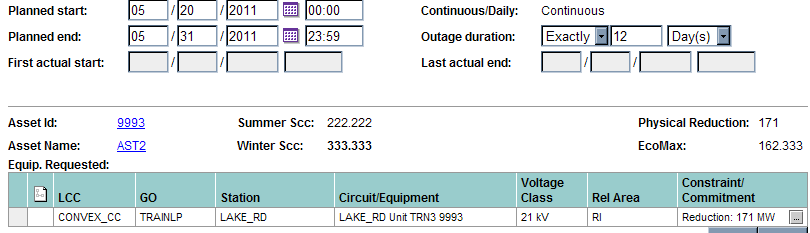 Planned start: 05 / 20 / 2011 00:00 Continuous/Daily: Continuous
Planned end: 05 / 31 / 2011 23:59 Outage duration: Exactly 12 Day(s)
First actual start: / / Last actual end: / /
Asset Id: 9993 Summer Scc: 222.222 Physical Reduction: 171
Asset Name: AST2 Winter Scc: 333.333 EcoMax: 162.333
Equip. Requested:
LCC GO Station Circuit/Equipment Voltage Class Rel Area Constraint/ Commitment
CONVEX_CC TRAINLP LAKE_RD LAKE_RD Unit TRN3 9993 21 kV RI Reduction: 171 MW ...